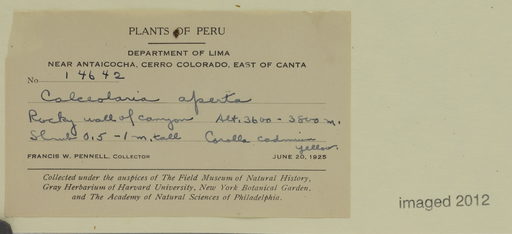 PLANTS OF PERU
DEPARTMENT OF LIMA
NEAR ANTAICOCHA, CERRO COLORADO, EAST OF CANTA
No 14642
Calceolaria aperta
Rocky wall of canyon Alt. 3600 - 3800 m.
Shrub 0.5 - 1 m. tall Corolla cadmium
yellow.
FRANCIS W. PENNELL, COLLECTOR JUNE 20, 1925
Collected under the auspices of The Field Museum of Natural History,
Gray Herbarium of Harvard University, New York Botanical Garden,
and The Academy of Natural Sciences of Philadelphia.
imaged 2012